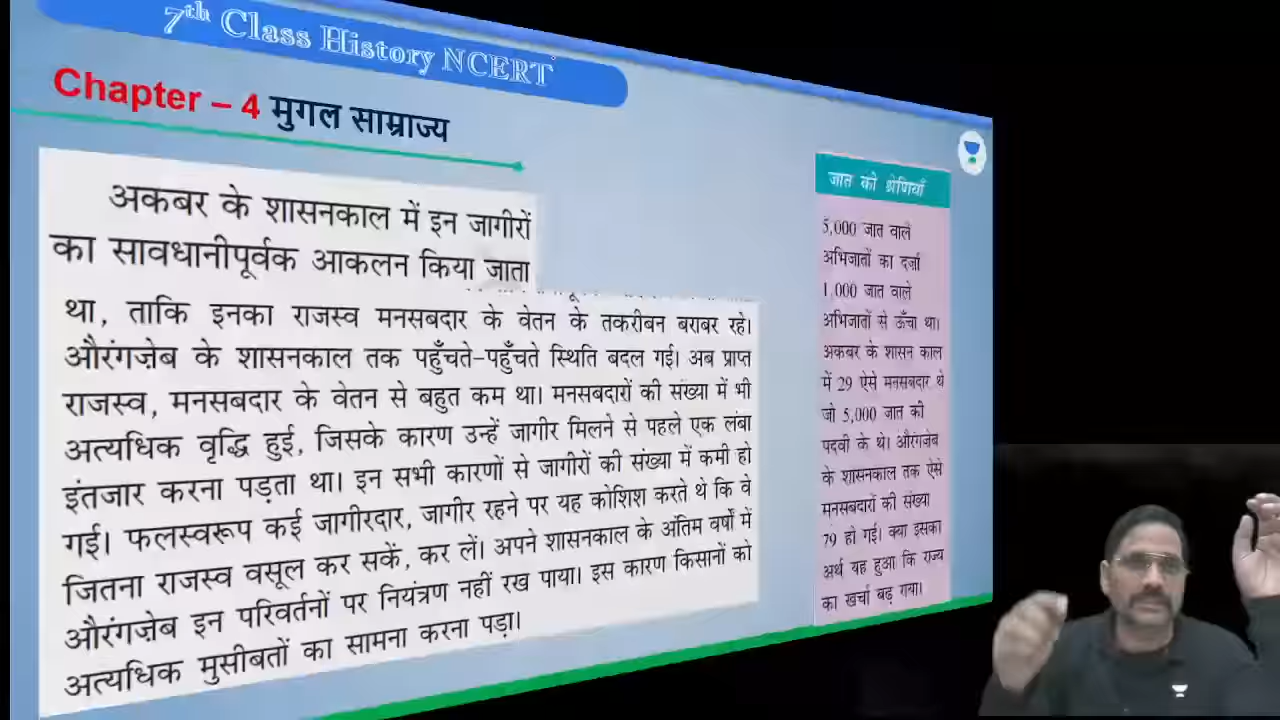 7th Class History NCERT
Chapter – 4 मुगल साम्राज्य
अकबर के शासनकाल में इन जागीरों
का सावधानीपूर्वक आकलन किया जाता
था, ताकि इनका राजस्व मनसबदार के वेतन के तकरीबन बराबर रहे।
औरंगज़ेब के शासनकाल तक पहुँचते-पहुँचते स्थिति बदल गई। अब प्राप्त
राजस्व, मनसबदार के वेतन से बहुत कम था। मनसबदारों की संख्या में भी
अत्यधिक वृद्धि हुई, जिसके कारण उन्हें जागीर मिलने से पहले एक लंबा
इंतजार करना पड़ता था। इन सभी कारणों से जागीरों की संख्या में कमी हो
गई। फलस्वरूप कई जागीरदार, जागीर रहने पर यह कोशिश करते थे कि वे
जितना राजस्व वसूल कर सकें, कर लें। अपने शासनकाल के अंतिम वर्षों में
औरंगज़ेब इन परिवर्तनों पर नियंत्रण नहीं रख पाया। इस कारण किसानों को
अत्यधिक मुसीबतों का सामना करना पड़ा।
जात की श्रेणियाँ
5,000 जात वाले
अभिजातों का दर्जा
1,000 जात वाले
अभिजातों से ऊँचा था।
अकबर के शासन काल
में 29 ऐसे मनसबदार थे
जो 5,000 जात की
पदवी के थे। औरंगज़ेब
के शासनकाल तक ऐसे
मनसबदारों की संख्या
79 हो गई। क्या इसका
अर्थ यह हुआ कि राज्य
का खर्चा बढ़ गया।